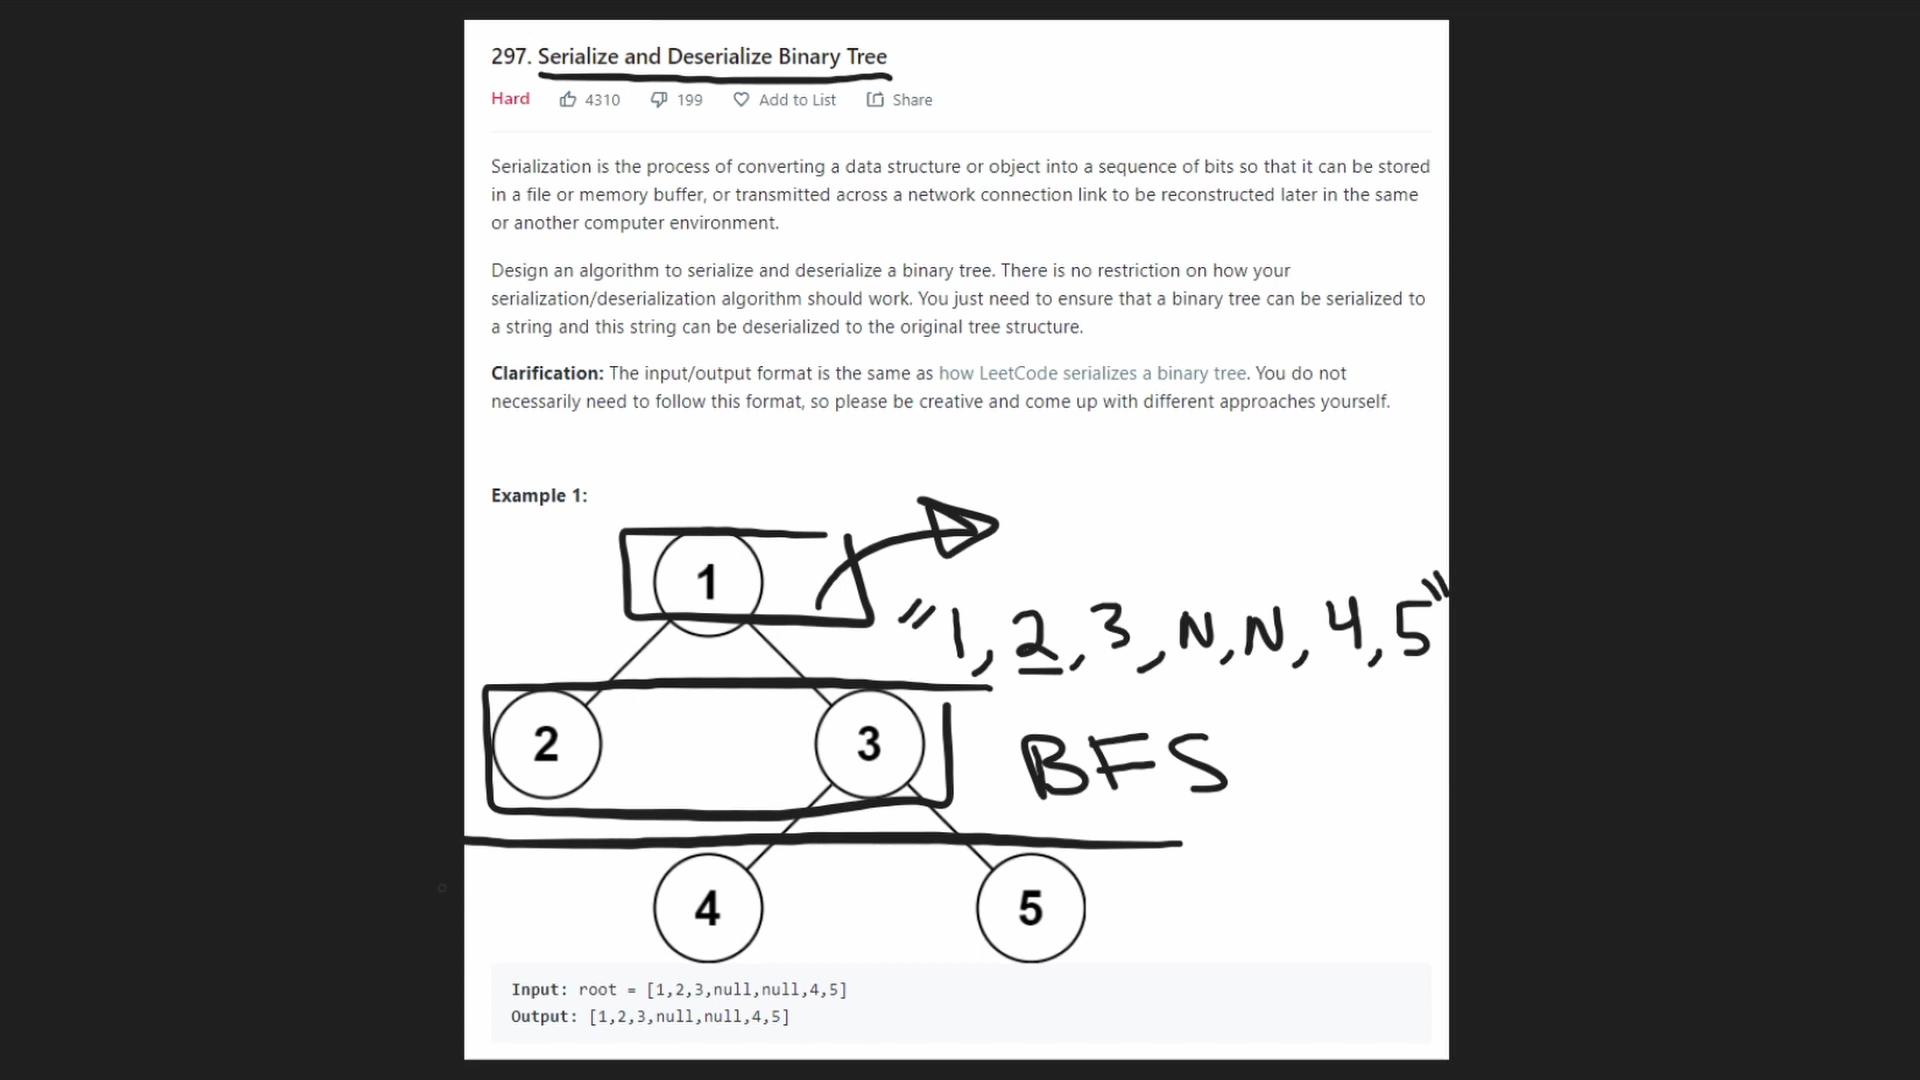 297. Serialize and Deserialize Binary Tree
Hard 4310 199 Add to List Share
Serialization is the process of converting a data structure or object into a sequence of bits so that it can be stored
in a file or memory buffer, or transmitted across a network connection link to be reconstructed later in the same
or another computer environment.
Design an algorithm to serialize and deserialize a binary tree. There is no restriction on how your
serialization/deserialization algorithm should work. You just need to ensure that a binary tree can be serialized to
a string and this string can be deserialized to the original tree structure.
Clarification: The input/output format is the same as how LeetCode serializes a binary tree. You do not
necessarily need to follow this format, so please be creative and come up with different approaches yourself.
Example 1:
1
"1, 2, 3, N, N, 4, 5"
2 3
BFS
4 5
Input: root = [1,2,3,null,null,4,5]
Output: [1,2,3,null,null,4,5]